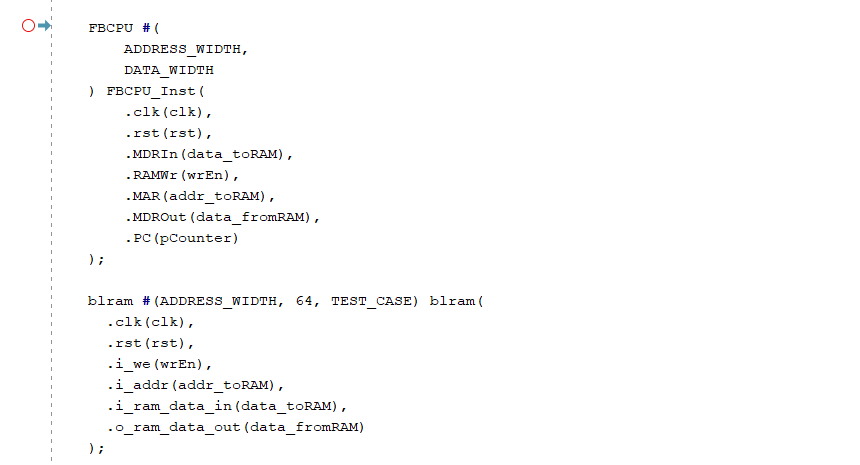 FBCPU #(
    ADDRESS_WIDTH,
    DATA_WIDTH
) FBCPU_Inst(
    .clk(clk),
    .rst(rst),
    .MDRIn(data_toRAM),
    .RAMWr(wrEn),
    .MAR(addr_toRAM),
    .MDROut(data_fromRAM),
    .PC(pCounter)
);

blram #(ADDRESS_WIDTH, 64, TEST_CASE) blram(
  .clk(clk),
  .rst(rst),
  .i_we(wrEn),
  .i_addr(addr_toRAM),
  .i_ram_data_in(data_toRAM),
  .o_ram_data_out(data_fromRAM)
);